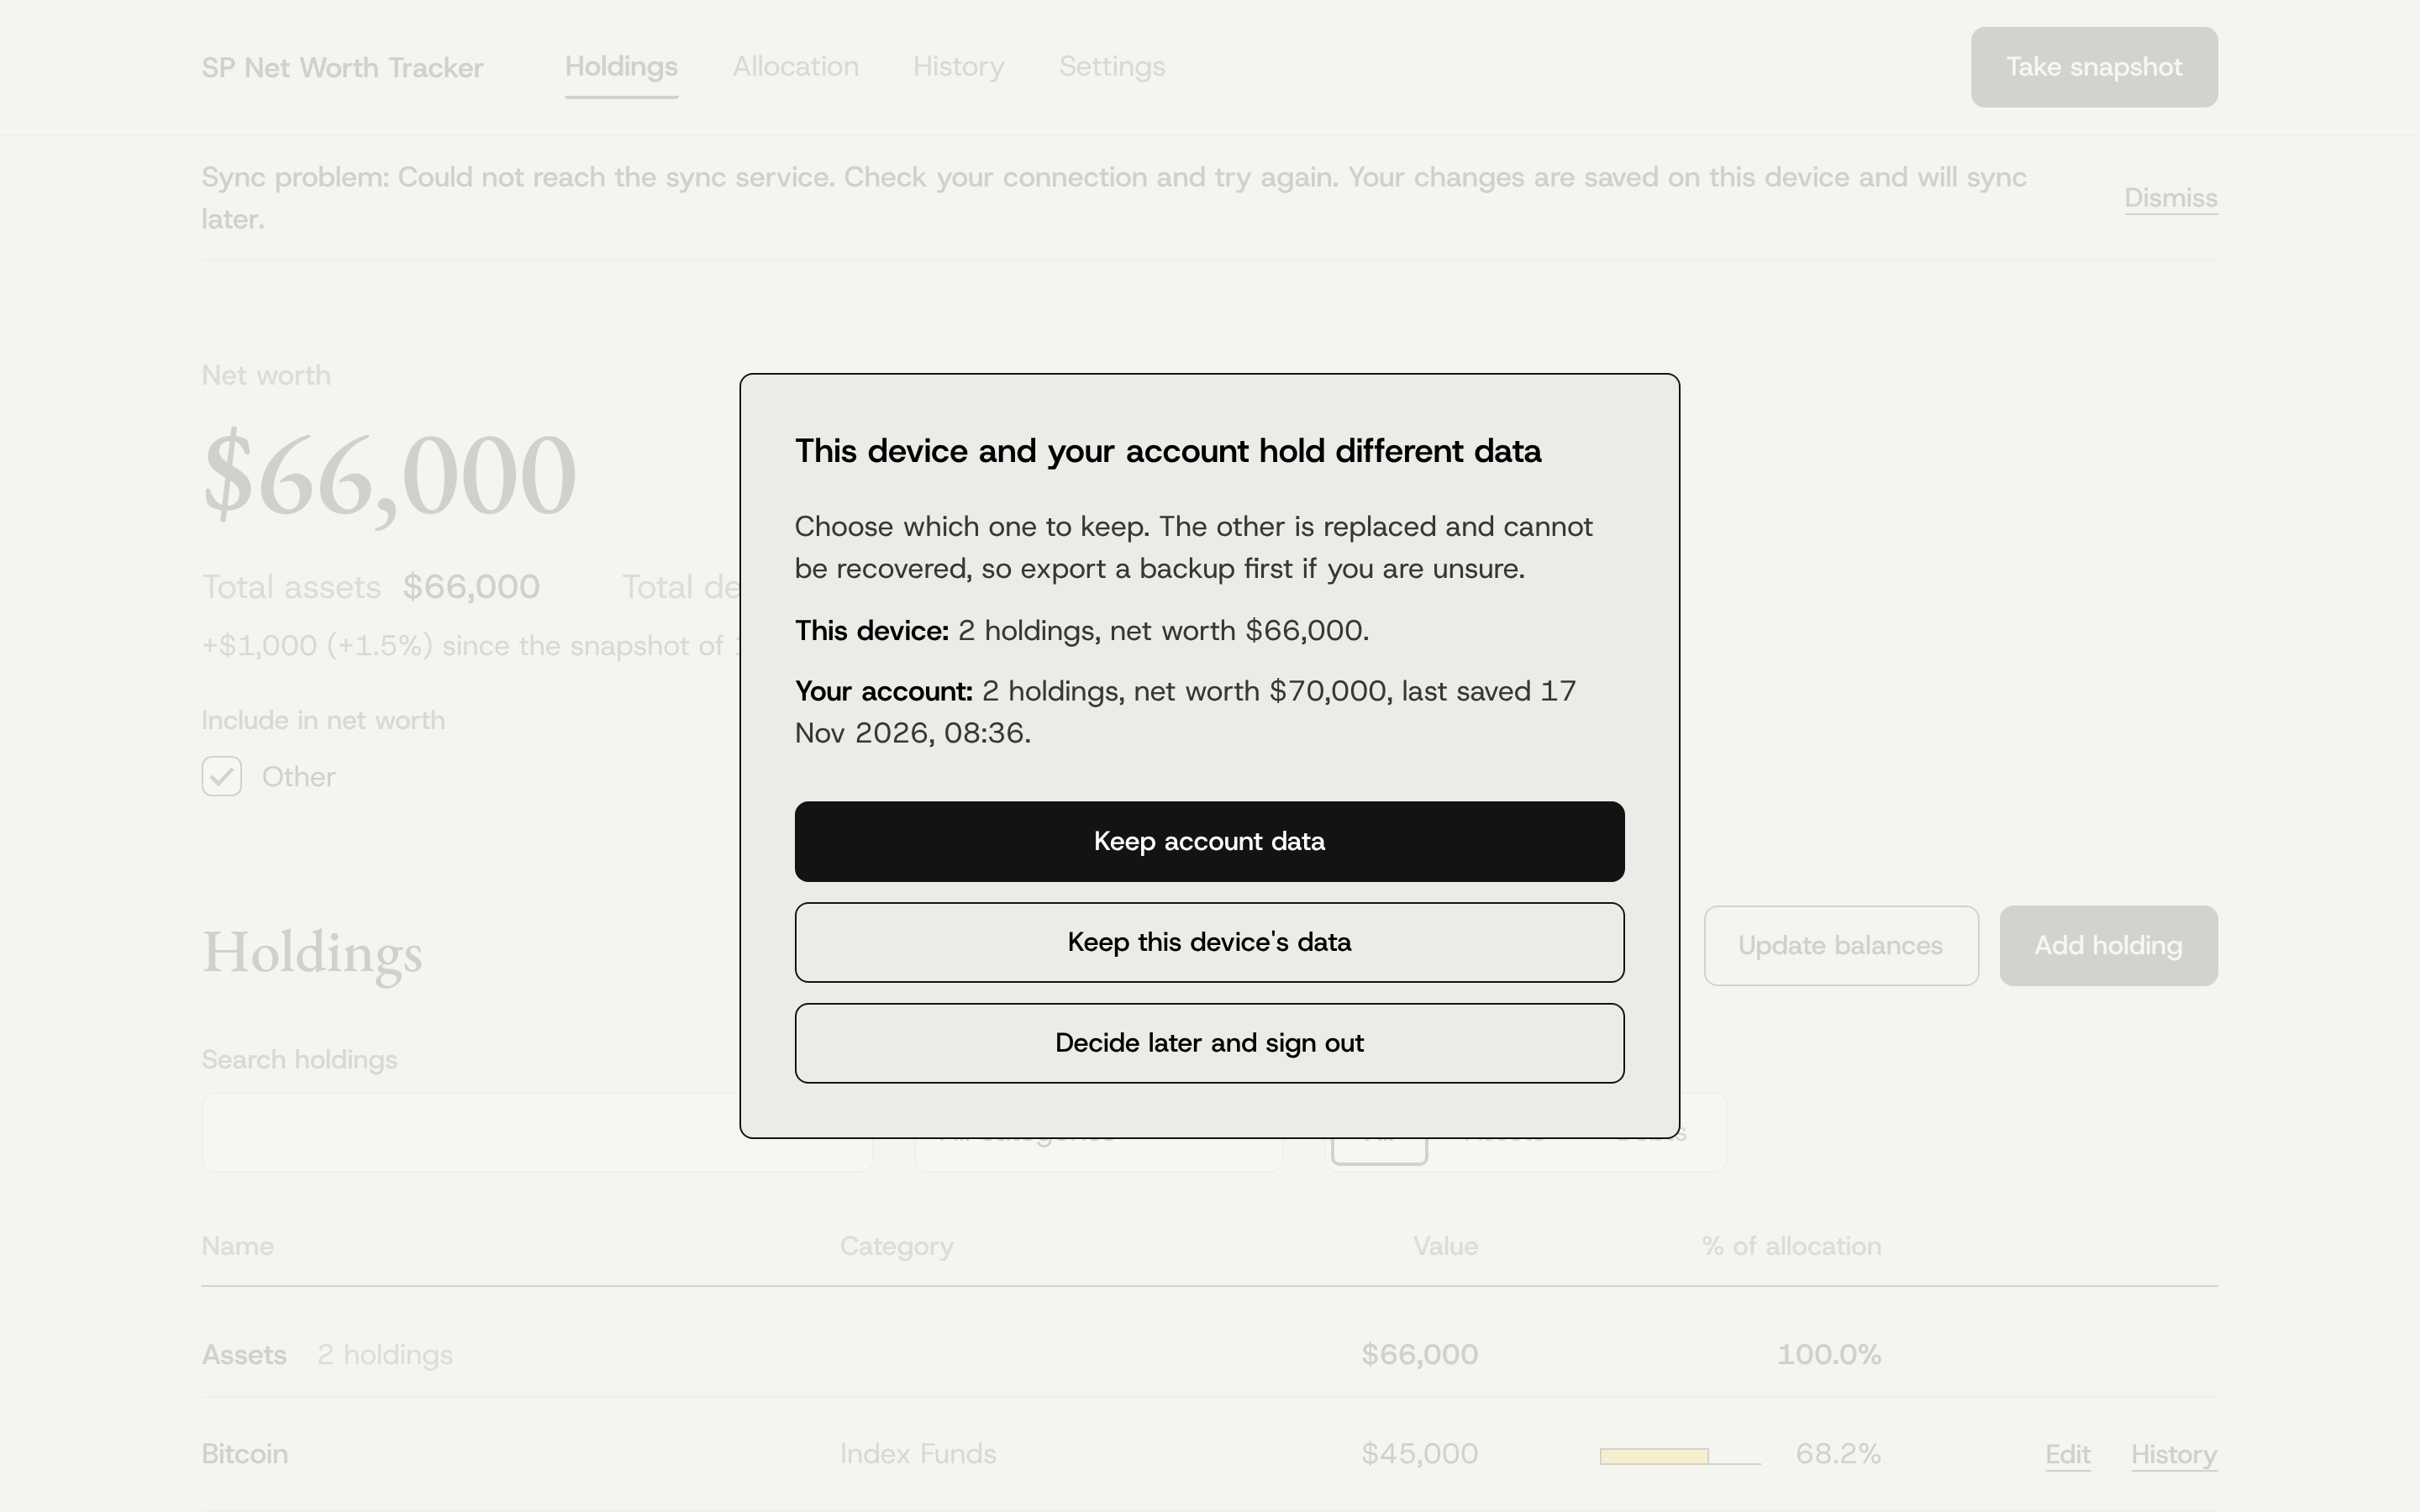 SP Net Worth Tracker
Holdings
Allocation
History
Settings
Take snapshot
Sync problem: Could not reach the sync service. Check your connection and try again. Your changes are saved on this device and will sync
later.
Dismiss
Net worth
$66,000
Total assets $66,000 Total
+$1,000 (+1.5%) since the snapshot of
Include in net worth
Other
This device and your account hold different data
Choose which one to keep. The other is replaced and cannot
be recovered, so export a backup first if you are unsure.
This device: 2 holdings, net worth $66,000.
Your account: 2 holdings, net worth $70,000, last saved 17
Nov 2026, 08:36.
Keep account data
Keep this device's data
Decide later and sign out
Holdings
Update balances
Add holding
Search holdings
Name Category Value % of allocation
Assets 2 holdings $66,000 100.0%
Bitcoin Index Funds $45,000 68.2% Edit History